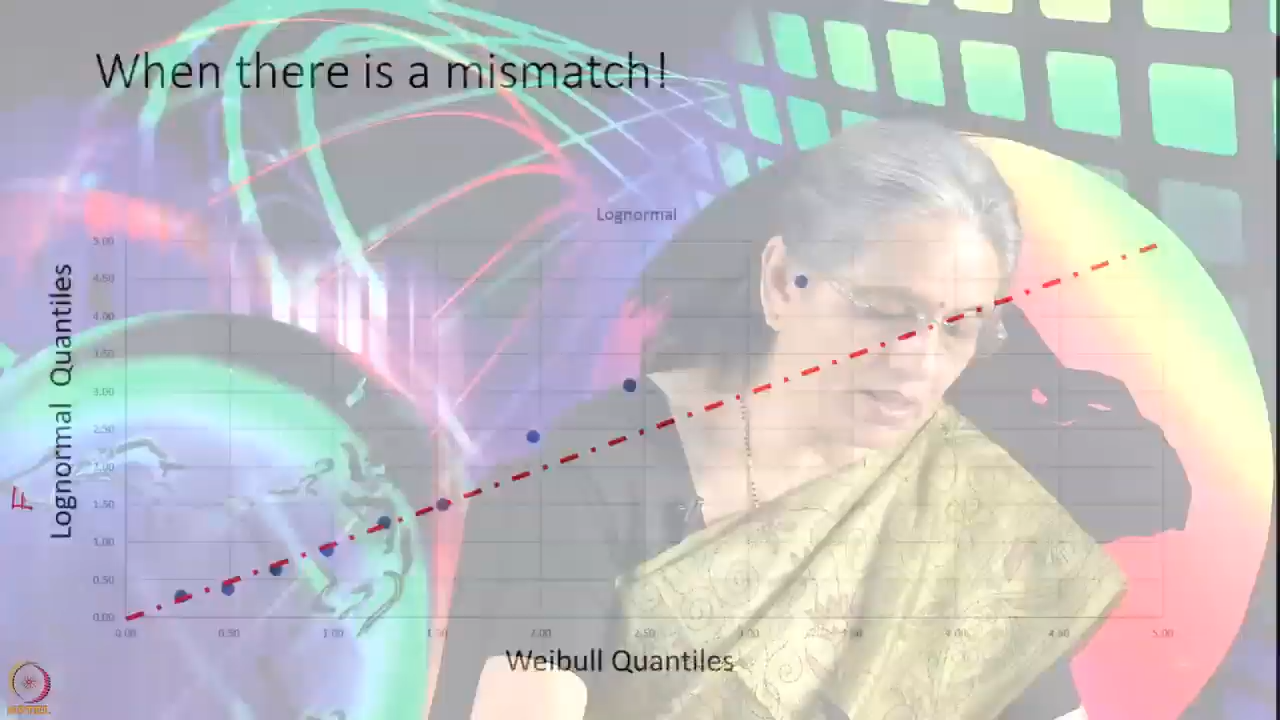 When there is a mismatch!
Lognormal
5.00
4.50
4.00
3.50
3.00
2.50
2.00
1.50
1.00
0.50
0.00
0.00 0.50 1.00 1.50 2.00 2.50 3.00 3.50 4.00 4.50 5.00
Lognormal Quantiles
F
Weibull Quantiles